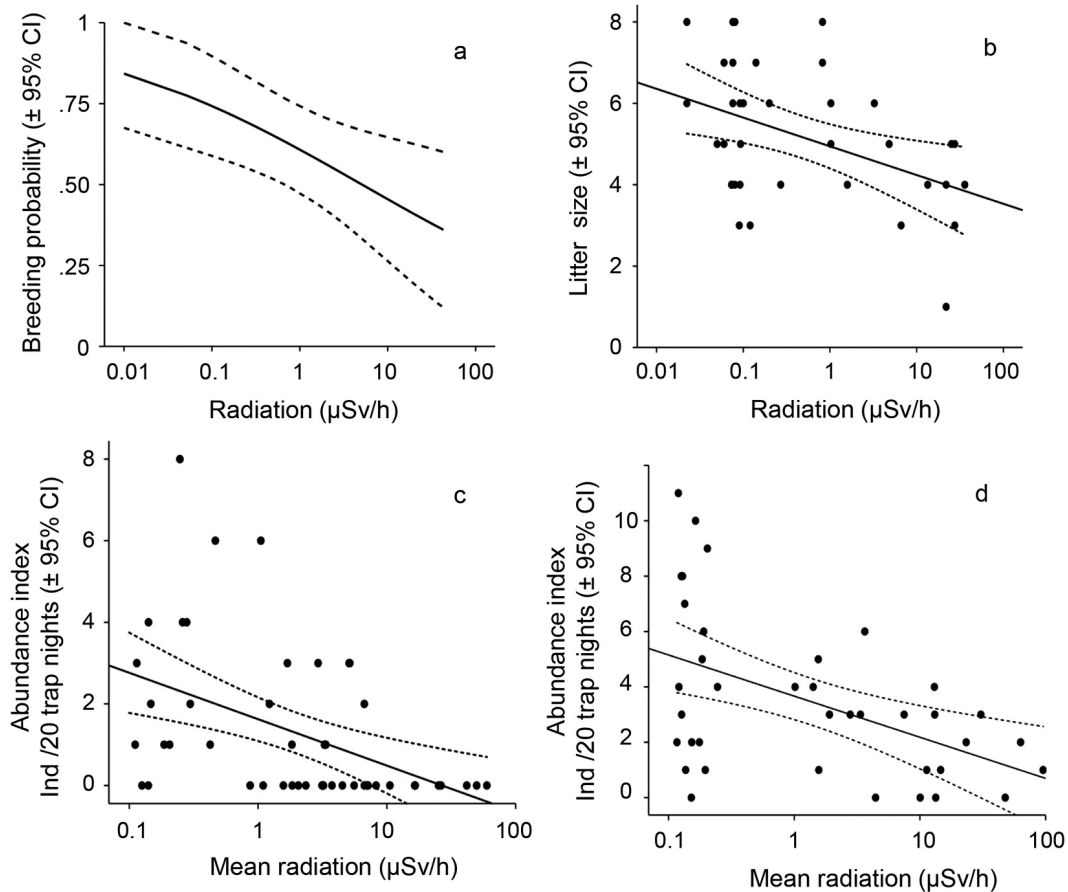 Breeding probability (± 95% CI)
1
.75
.50
.25
0
a
0.01 0.1 1 10 100
Radiation (µSv/h)
Litter size (± 95% CI)
8
6
4
2
0
b
0.01 0.1 1 10 100
Radiation (µSv/h)
Abundance index
Ind /20 trap nights (± 95% CI)
8
6
4
2
0
c
0.1 1 10 100
Mean radiation (µSv/h)
Abundance index
Ind /20 trap nights (± 95% CI)
10
8
6
4
2
0
d
0.1 1 10 100
Mean radiation (µSv/h)